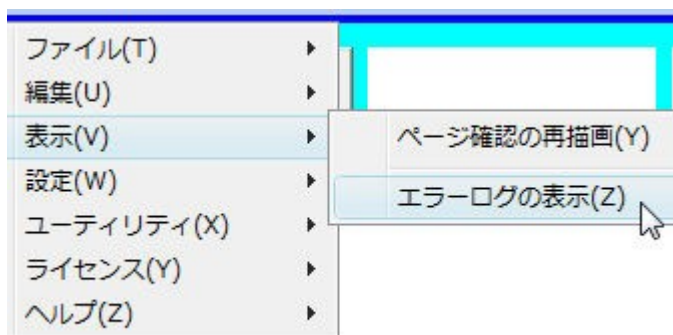 ファイル(T)
編集(U)
表示(V)
設定(W)
ユーティリティ(X)
ライセンス(Y)
ヘルプ(Z)
ページ確認の再描画(Y)
エラーログの表示(Z)